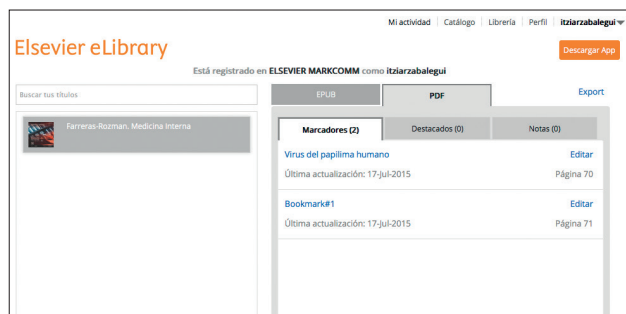 Mi actividad Catálogo Librería Perfil itziarzabalegui
Elsevier eLibrary
Descargar App
Está registrado en ELSEVIER MARKCOMM como itziarzabalegui
Buscar tus títulos
EPUB PDF Export
Farreras-Rozman. Medicina Interna
Marcadores (2) Destacados (0) Notas (0)
Virus del papilima humano Editar
Última actualización: 17-jul-2015 Página 70
Bookmark#1 Editar
Última actualización: 17-jul-2015 Página 71